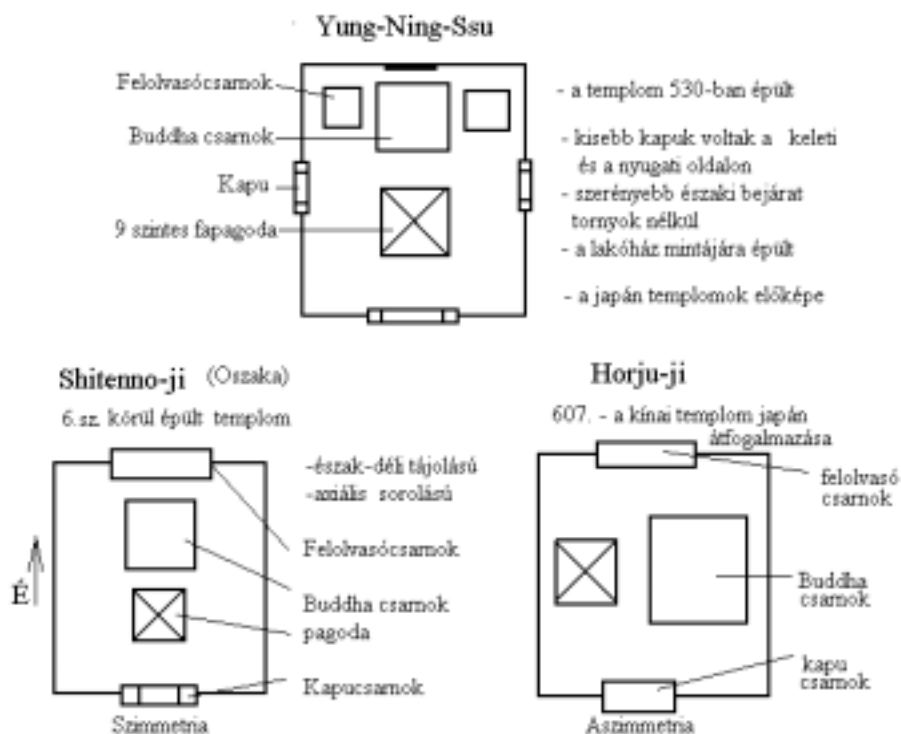 Yung-Ning-Ssu
Felolvasócsarnok
Buddha csarnok
Kapu
9 szintes fapagoda
- a templom 530-ban épült
- kisebb kapuk voltak a keleti
és a nyugati oldalon
- szerényebb északi bejárat
tornyok nélkül
- a lakóház mintájára épült
- a japán templomok előképe
Shitenno-ji (Oszaka)
6.sz. körül épült templom
-észak-déli tájolású
-axiális sorolású
Felolvasócsarnok
Buddha csarnok
pagoda
Kapucsarnok
É
Szimmetria
Horju-ji
607. - a kínai templom japán
átfogalmazása
felolvasó
csarnok
Buddha
csarnok
kapu
csarnok
Aszimmetria